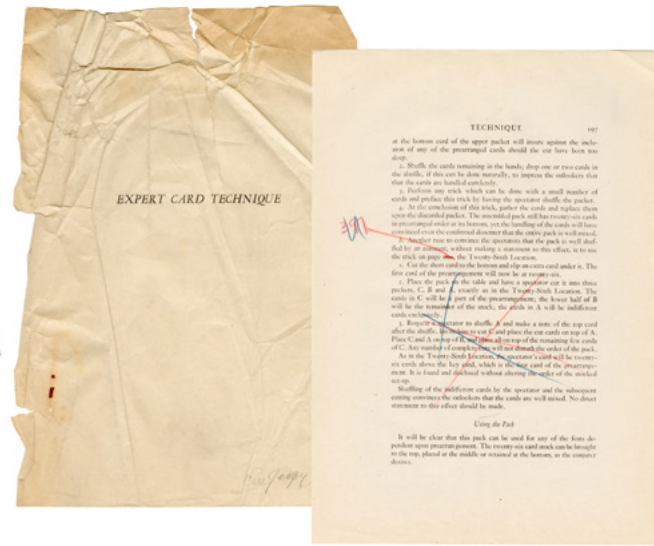 EXPERT CARD TECHNIQUE
TECHNIQUE 197
at the bottom card of the upper packet will insure against the inclu-
sion of any of the prearranged cards should the cut have been too
deep.
2. Shuffle the cards remaining in the hands, drop one or two cards in
the shuffle, if this can be done naturally, to impress the onlookers that
that the cards are handled carelessly.
3. Perform any trick which can be done with a small number of
cards and preface this trick by having the spectator shuffle the packet.
4. At the conclusion of this trick, gather the cards and replace them
upon the discarded packet. The assembled pack still has twenty-six cards
in prearranged order at its bottom, yet the handling of the cards will have
convinced even the confirmed dissenter that the entire pack is well mixed.
Another ruse to convince the spectators that the pack is well shuf-
fled by an assistant, without making a statement to this effect, is to use
the trick on page the Twenty-Sixth Location.
1. Cut the short card to the bottom and slip an extra card under it. The
first card of the prearrangement will now be at twenty-six.
2. Place the pack on the table and have a spectator cut it into three
packets, C, B and A, exactly as in the Twenty-Sixth Location. The
cards in C will be part of the prearrangement; the lower half of B
will be the remainder of the stock; the cards in A will be indifferent
cards exclusively.
3. Request a spectator to shuffle A and make a note of the top card
after the shuffle, to cut C and place the cut cards on top of A.
Place C and A on top of B, and place all on top of the remaining few cards
of C. Any number of complete cuts will not disturb the order of the pack.
As in the Twenty-Sixth Location, the spectator's card will be twenty-
six cards above the key card, which is the first card of the prearrange-
ment. It is found and disclosed without altering the order of the stocked
set-up.
Shuffling of the indifferent cards by the spectator and the subsequent
cutting convinces the onlookers that the cards are well mixed. No direct
statement to this effect should be made.
Using the Pack
It will be clear that this pack can be used for any of the feats de-
pendent upon prearrangement. The twenty-six card stock can be brought
to the top, placed at the middle or retained at the bottom, as the conjurer
desires.